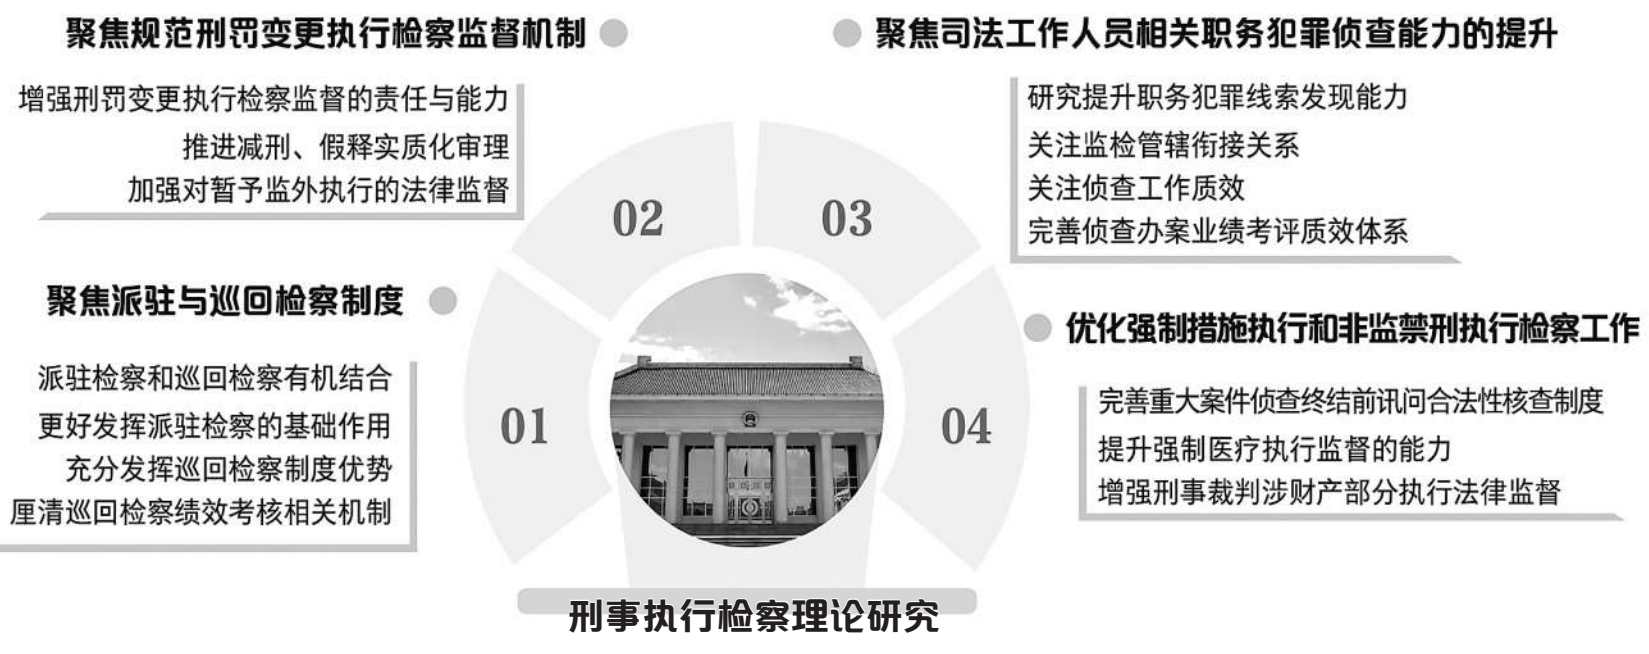 聚焦规范刑罚变更执行检察监督机制
增强刑罚变更执行检察监督的责任与能力
推进减刑、假释实质化审理
加强对暂予监外执行的法律监督
聚焦司法工作人员相关职务犯罪侦查能力的提升
研究提升职务犯罪线索发现能力
关注监检管辖衔接关系
关注侦查工作质效
完善侦查办案业绩考评质效体系
02
03
聚焦派驻与巡回检察制度
派驻检察和巡回检察有机结合
更好发挥派驻检察的基础作用
充分发挥巡回检察制度优势
厘清巡回检察绩效考核相关机制
01
04
优化强制措施执行和非监禁刑执行检察工作
完善重大案件侦查终结前讯问合法性核查制度
提升强制医疗执行监督的能力
增强刑事裁判涉财产部分执行法律监督
刑事执行检察理论研究